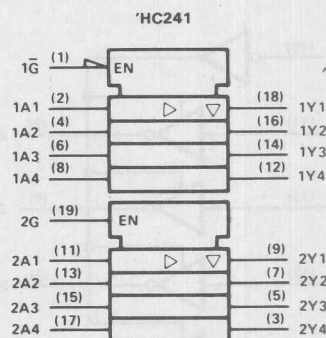 'HC241
1G̅ (1) EN
1A1 (2) ▷ ▽ (18) 1Y1
1A2 (4) (16) 1Y2
1A3 (6) (14) 1Y3
1A4 (8) (12) 1Y4
2G (19) EN
2A1 (11) ▷ ▽ (9) 2Y1
2A2 (13) (7) 2Y2
2A3 (15) (5) 2Y3
2A4 (17) (3) 2Y4